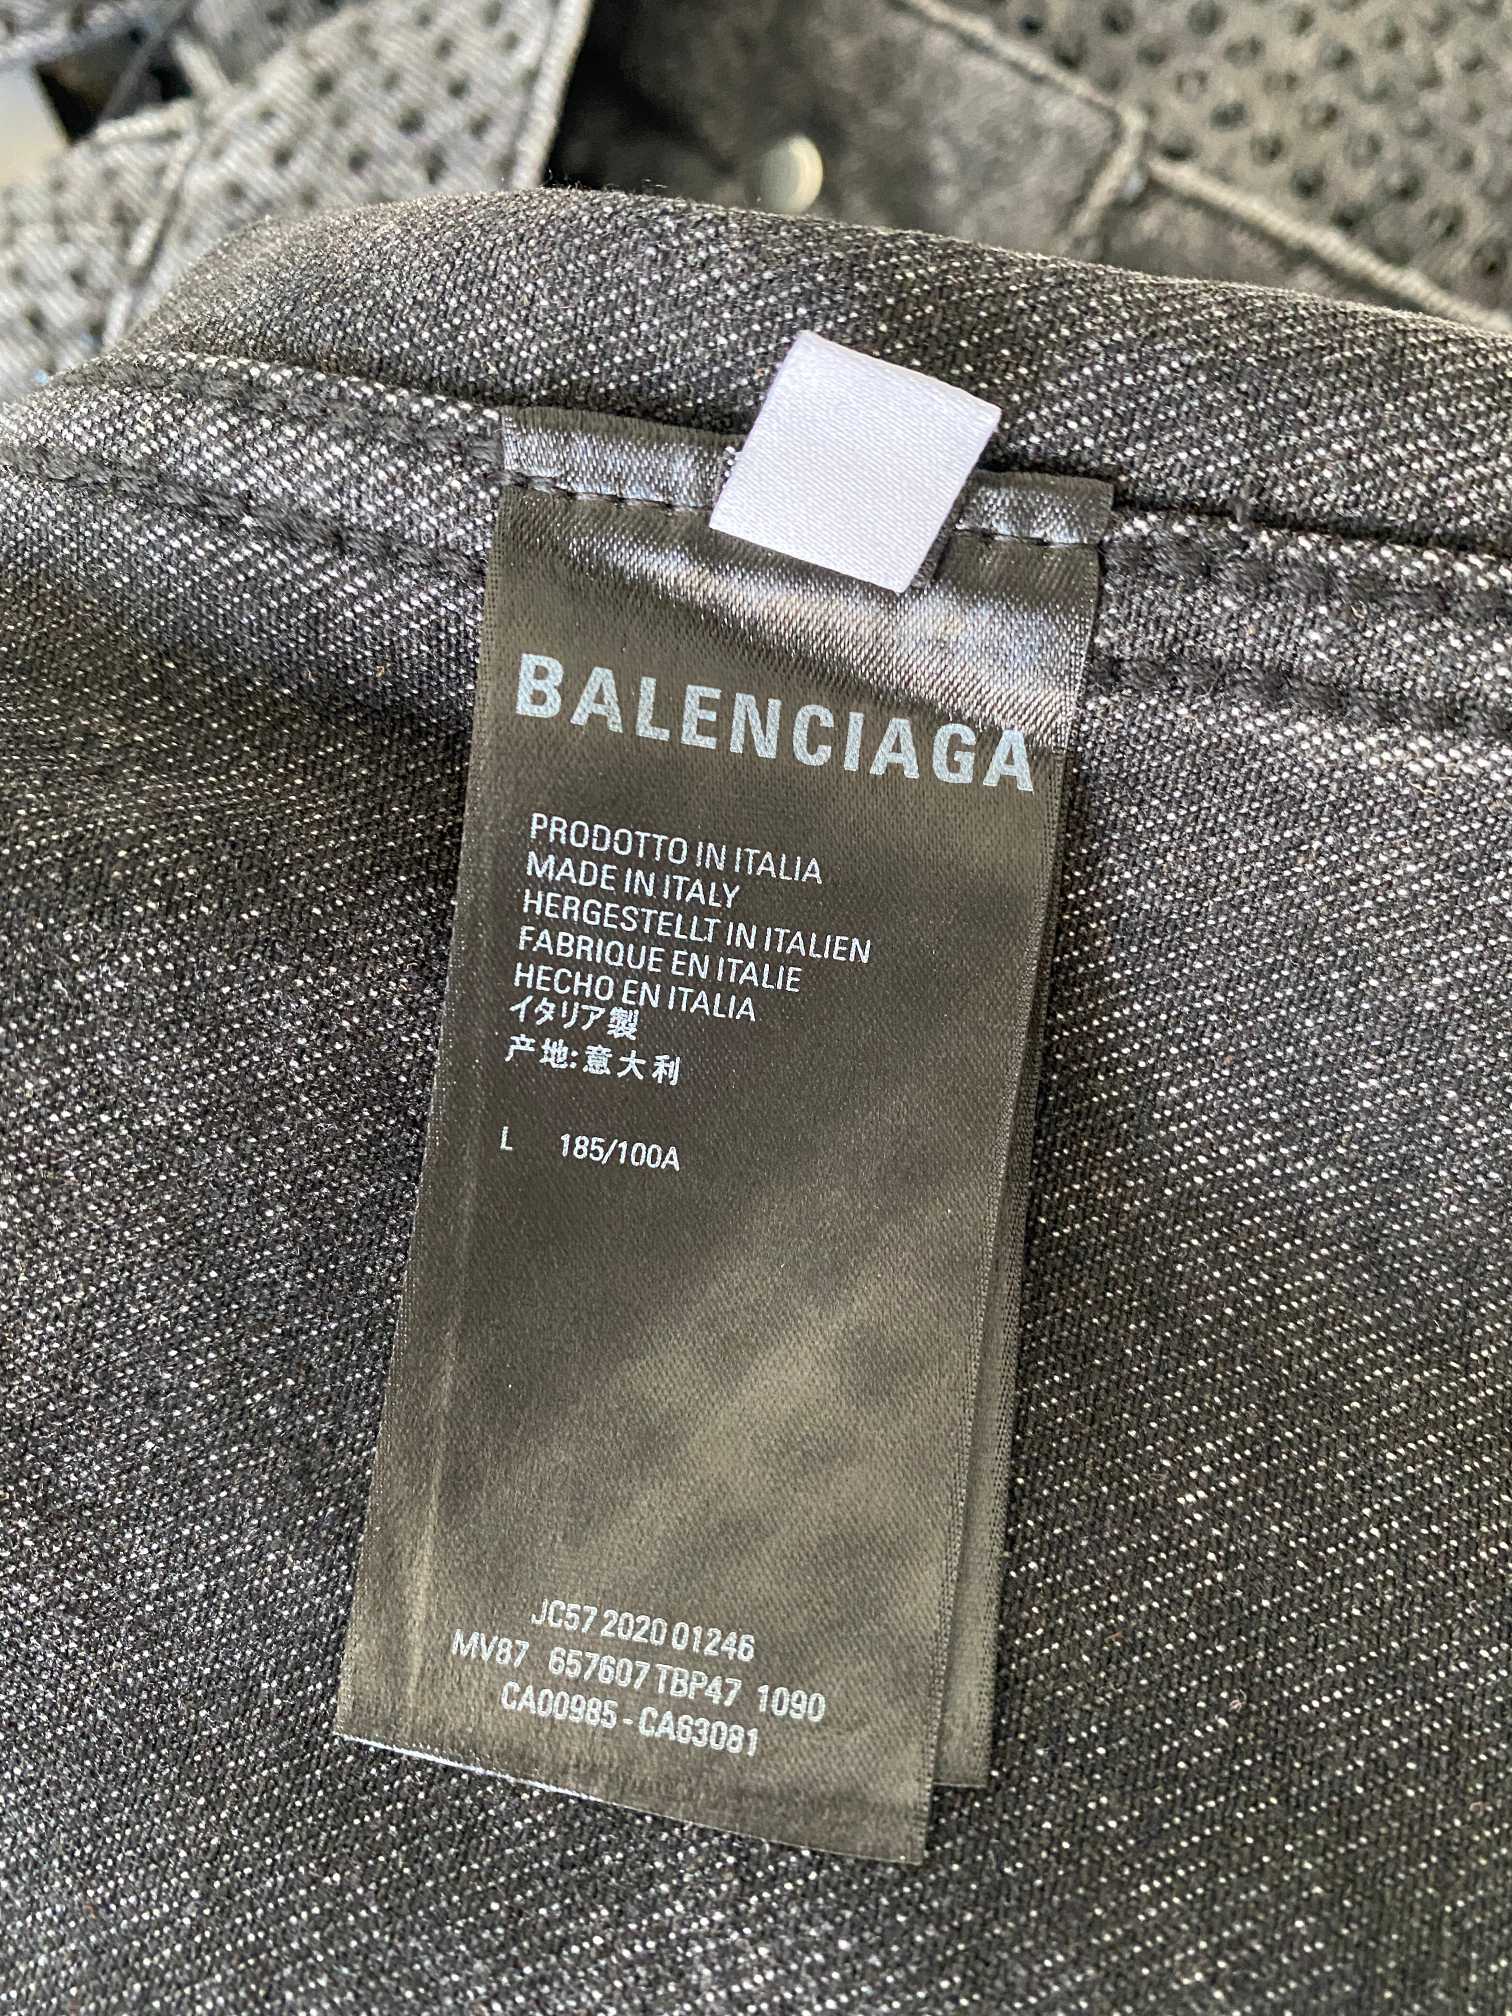 BALENCIAGA
PRODOTTO IN ITALIA
MADE IN ITALY
HERGESTELLT IN ITALIEN
FABRIQUE EN ITALIE
HECHO EN ITALIA
イタリア製
产地:意大利
L 185/100A
JC57 2020 01246
MV87 657607 TBP47 1090
CA00985 - CA63081